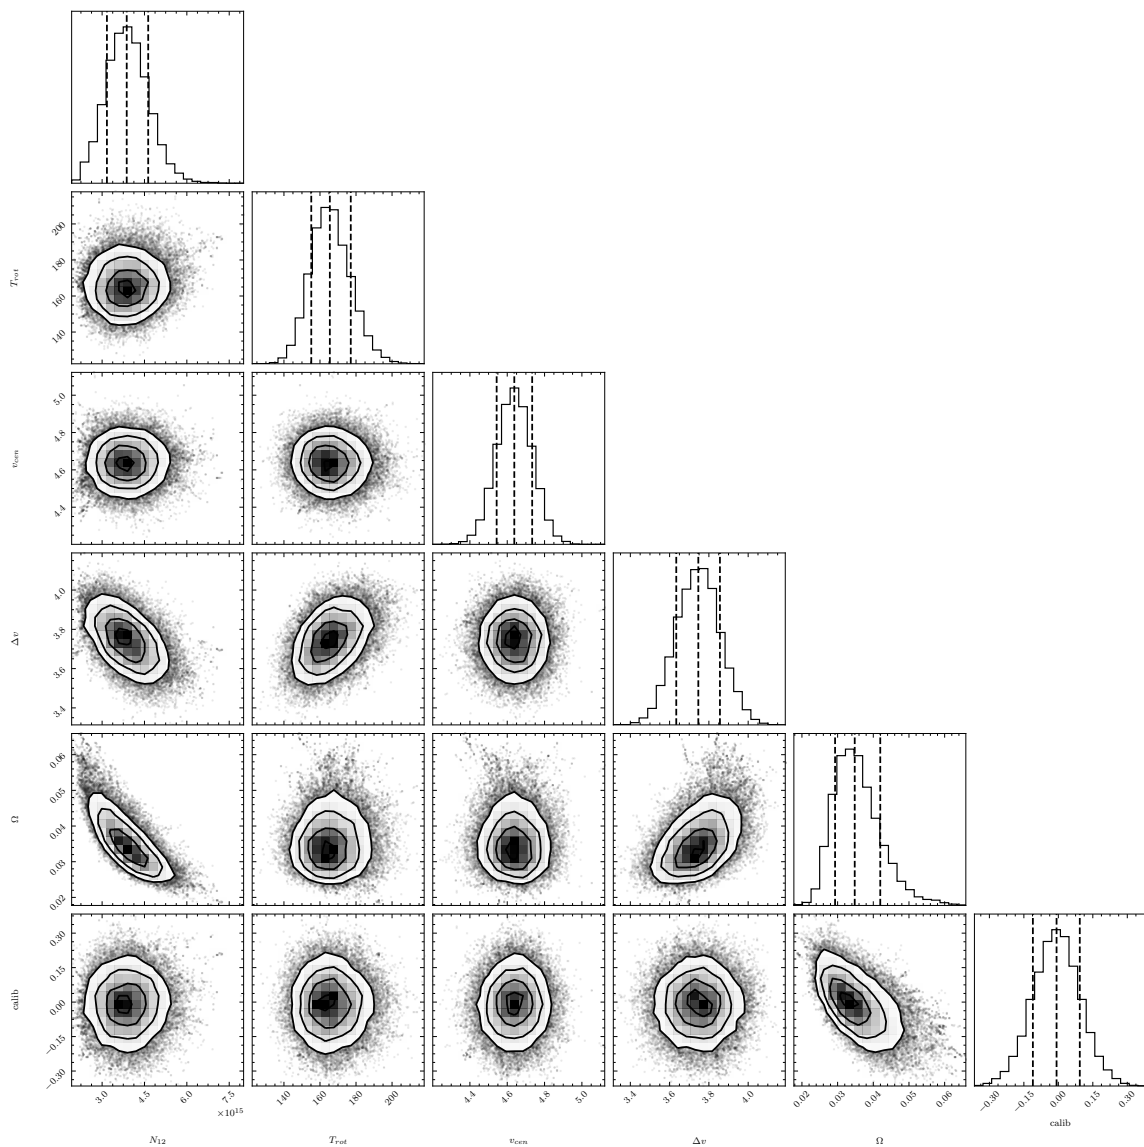 T_rot
200
180
160
140
v_cen
5.0
4.8
4.6
4.4
Δv
4.0
3.8
3.6
3.4
Ω
0.06
0.05
0.04
0.03
0.02
calib
0.30
0.15
0.00
−0.15
−0.30
3.0 4.5 6.0 7.5
×10^15
N_12
140 160 180 200
T_rot
4.4 4.6 4.8 5.0
v_cen
3.4 3.6 3.8 4.0
Δv
0.02 0.03 0.04 0.05 0.06
Ω
−0.30 −0.15 0.00 0.15 0.30
calib